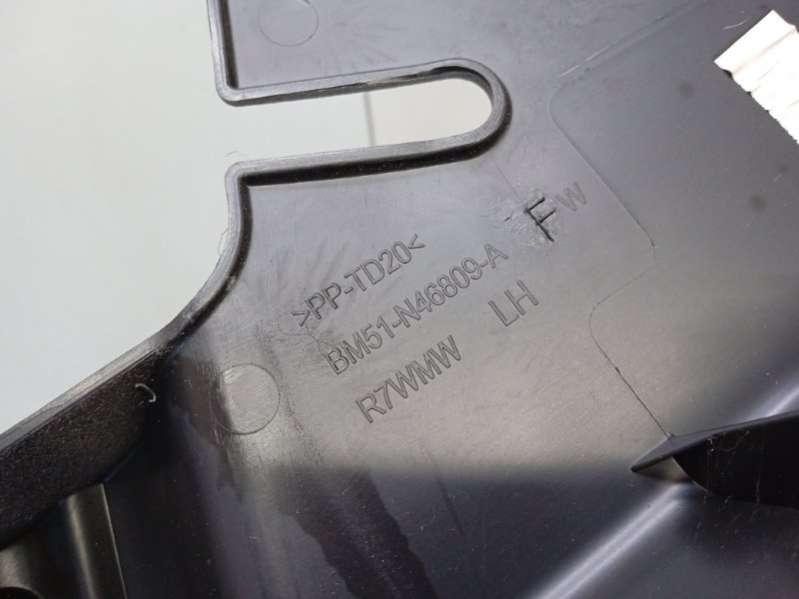 >PP-TD20<
BM51-N46809-A FW
R7WMW LH